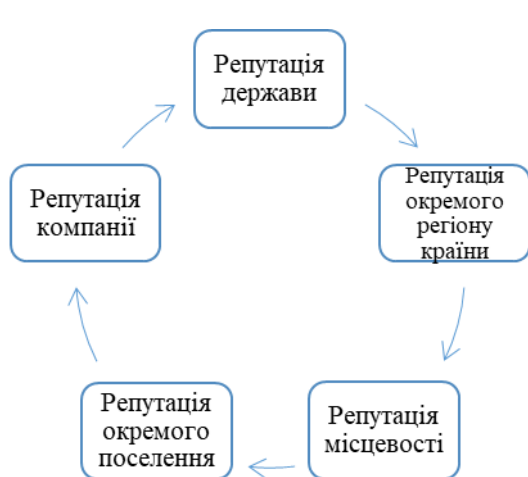 Репутація
держави
Репутація
окремого
регіону
країни
Репутація
місцевості
Репутація
окремого
поселення
Репутація
компанії